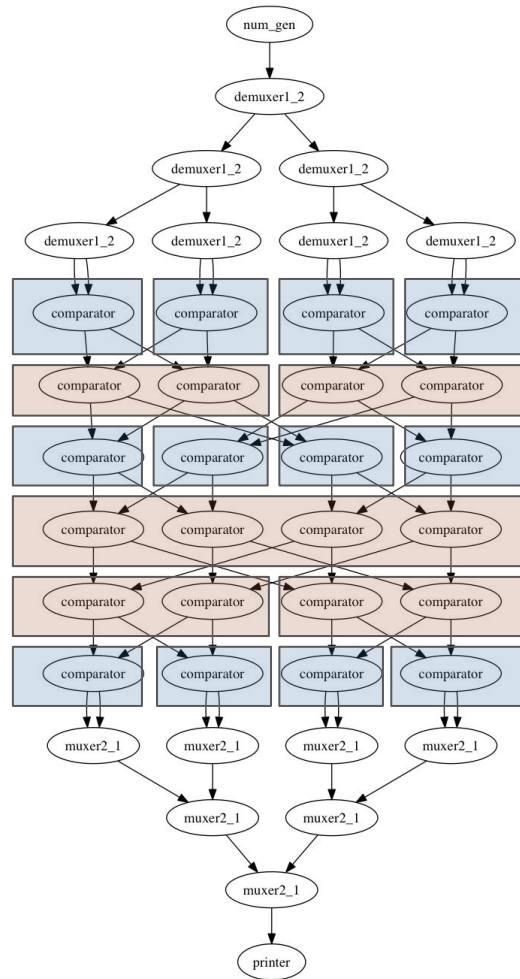 num_gen
demuxer1_2
demuxer1_2 demuxer1_2
demuxer1_2 demuxer1_2 demuxer1_2 demuxer1_2
comparator comparator comparator comparator
comparator comparator comparator comparator
comparator comparator comparator comparator
comparator comparator comparator comparator
comparator comparator comparator comparator
comparator comparator comparator comparator
muxer2_1 muxer2_1 muxer2_1 muxer2_1
muxer2_1 muxer2_1
muxer2_1
printer